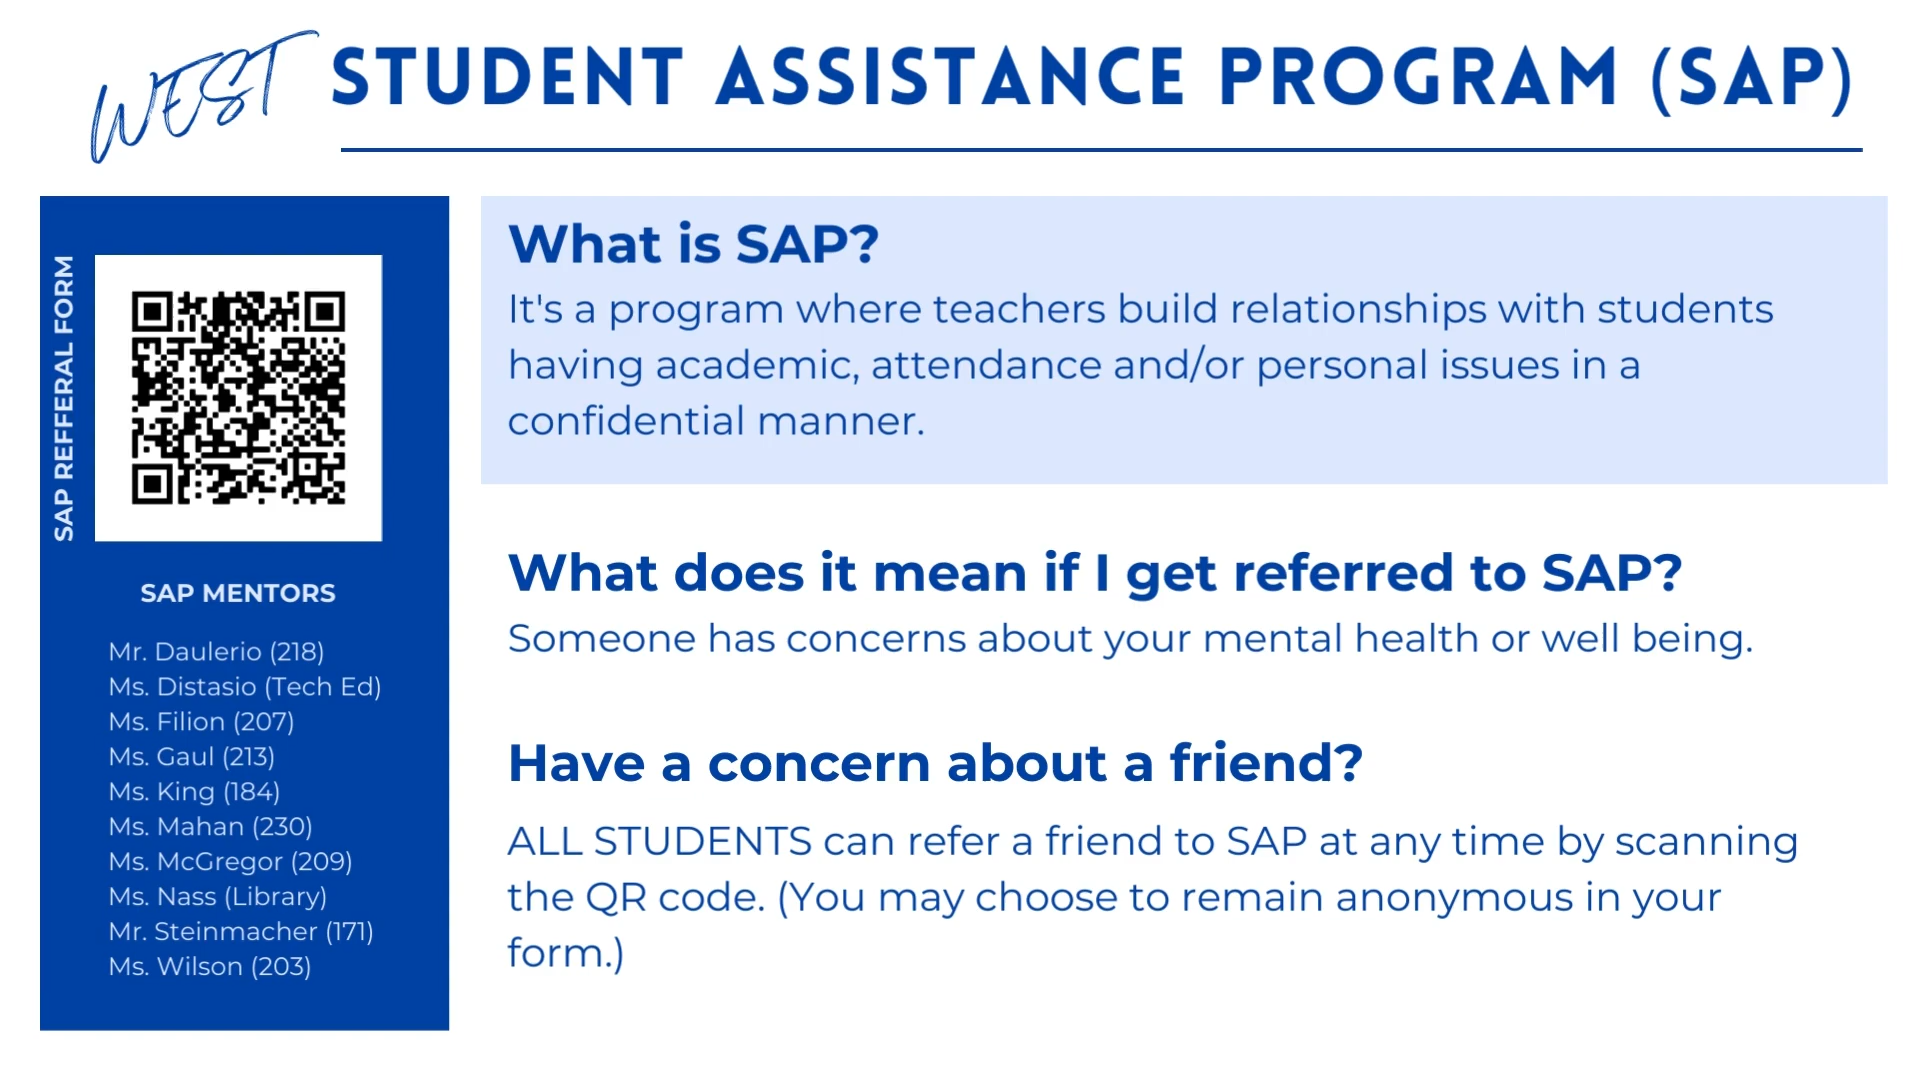 WEST STUDENT ASSISTANCE PROGRAM (SAP)
SAP REFFERAL FORM
SAP MENTORS
Mr. Daulerio (218)
Ms. Distasio (Tech Ed)
Ms. Filion (207)
Ms. Gaul (213)
Ms. King (184)
Ms. Mahan (230)
Ms. McGregor (209)
Ms. Nass (Library)
Mr. Steinmacher (171)
Ms. Wilson (203)
What is SAP?
It's a program where teachers build relationships with students
having academic, attendance and/or personal issues in a
confidential manner.
What does it mean if I get referred to SAP?
Someone has concerns about your mental health or well being.
Have a concern about a friend?
ALL STUDENTS can refer a friend to SAP at any time by scanning
the QR code. (You may choose to remain anonymous in your
form.)